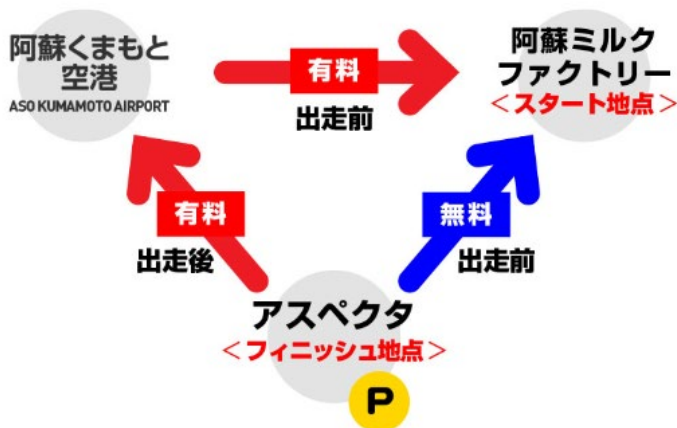 阿蘇くまもと
空港
ASO KUMAMOTO AIRPORT
有料
出走前
阿蘇ミルク
ファクトリー
＜スタート地点＞
有料
出走後
無料
出走前
アスペクタ
＜フィニッシュ地点＞
P